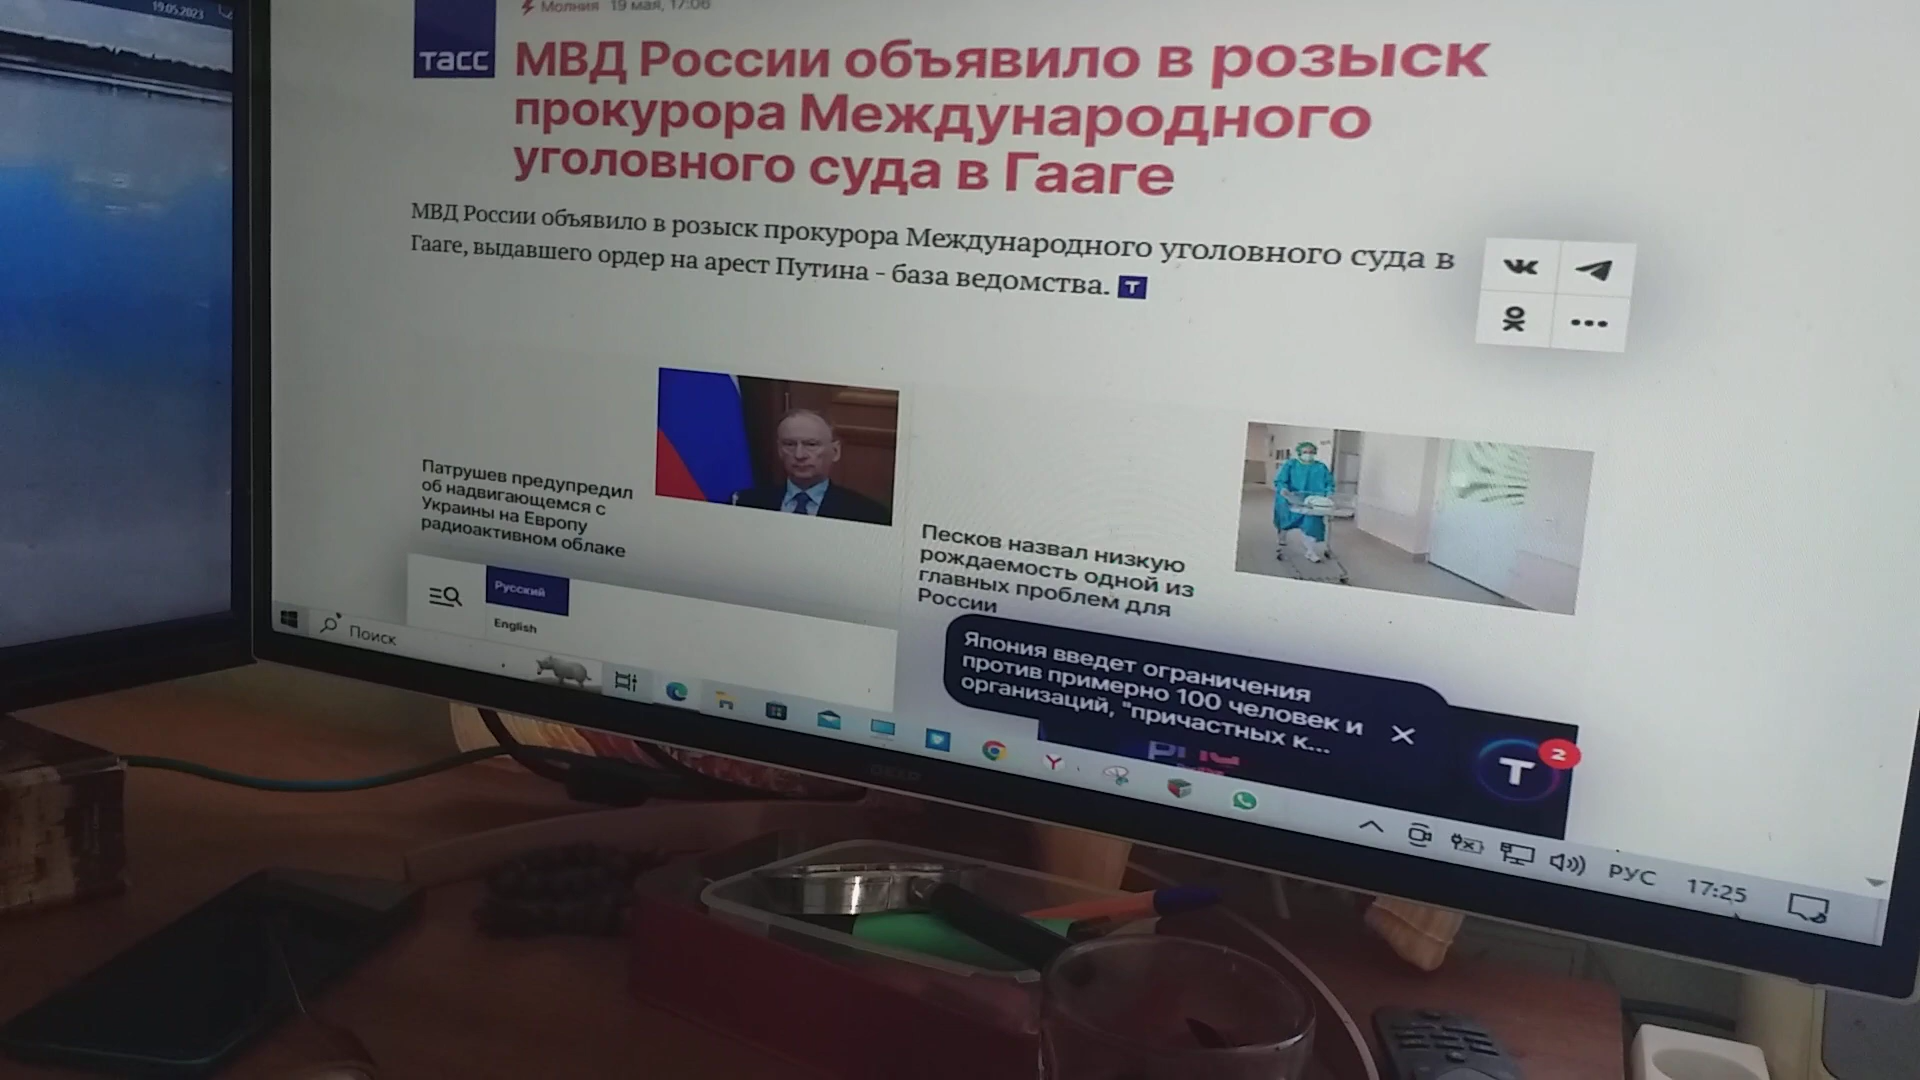 19.05.2023
Молния 19 мая, 17:06
ТАСС
МВД России объявило в розыск
прокурора Международного
уголовного суда в Гааге
МВД России объявило в розыск прокурора Международного уголовного суда в
Гааге, выдавшего ордер на арест Путина - база ведомства. Т
Патрушев предупредил
об надвигающемся с
Украины на Европу
радиоактивном облаке
Песков назвал низкую
рождаемость одной из
главных проблем для
России
Русский
English
Япония введет ограничения
против примерно 100 человек и
организаций, "причастных к...
Т
2
Поиск
РУС
17:25